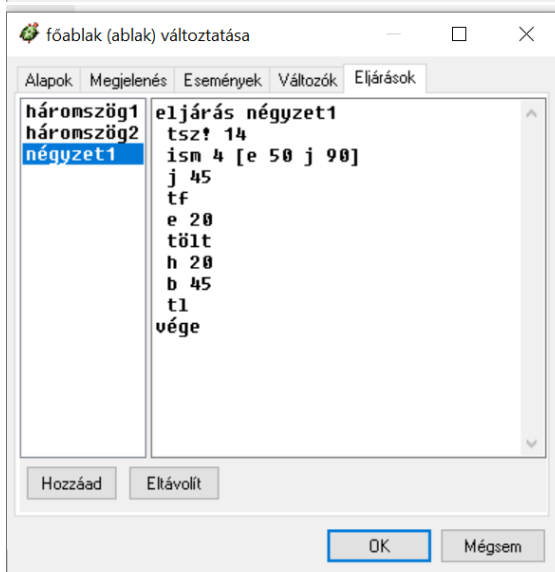 főablak (ablak) változtatása
Alapok Megjelenés Események Változók Eljárások
háromszög1
háromszög2
négyzet1
eljárás négyzet1
tsz! 14
ism 4 [e 50 j 90]
j 45
tf
e 20
tölt
h 20
b 45
tl
vége
Hozzáad Eltávolít
OK Mégsem